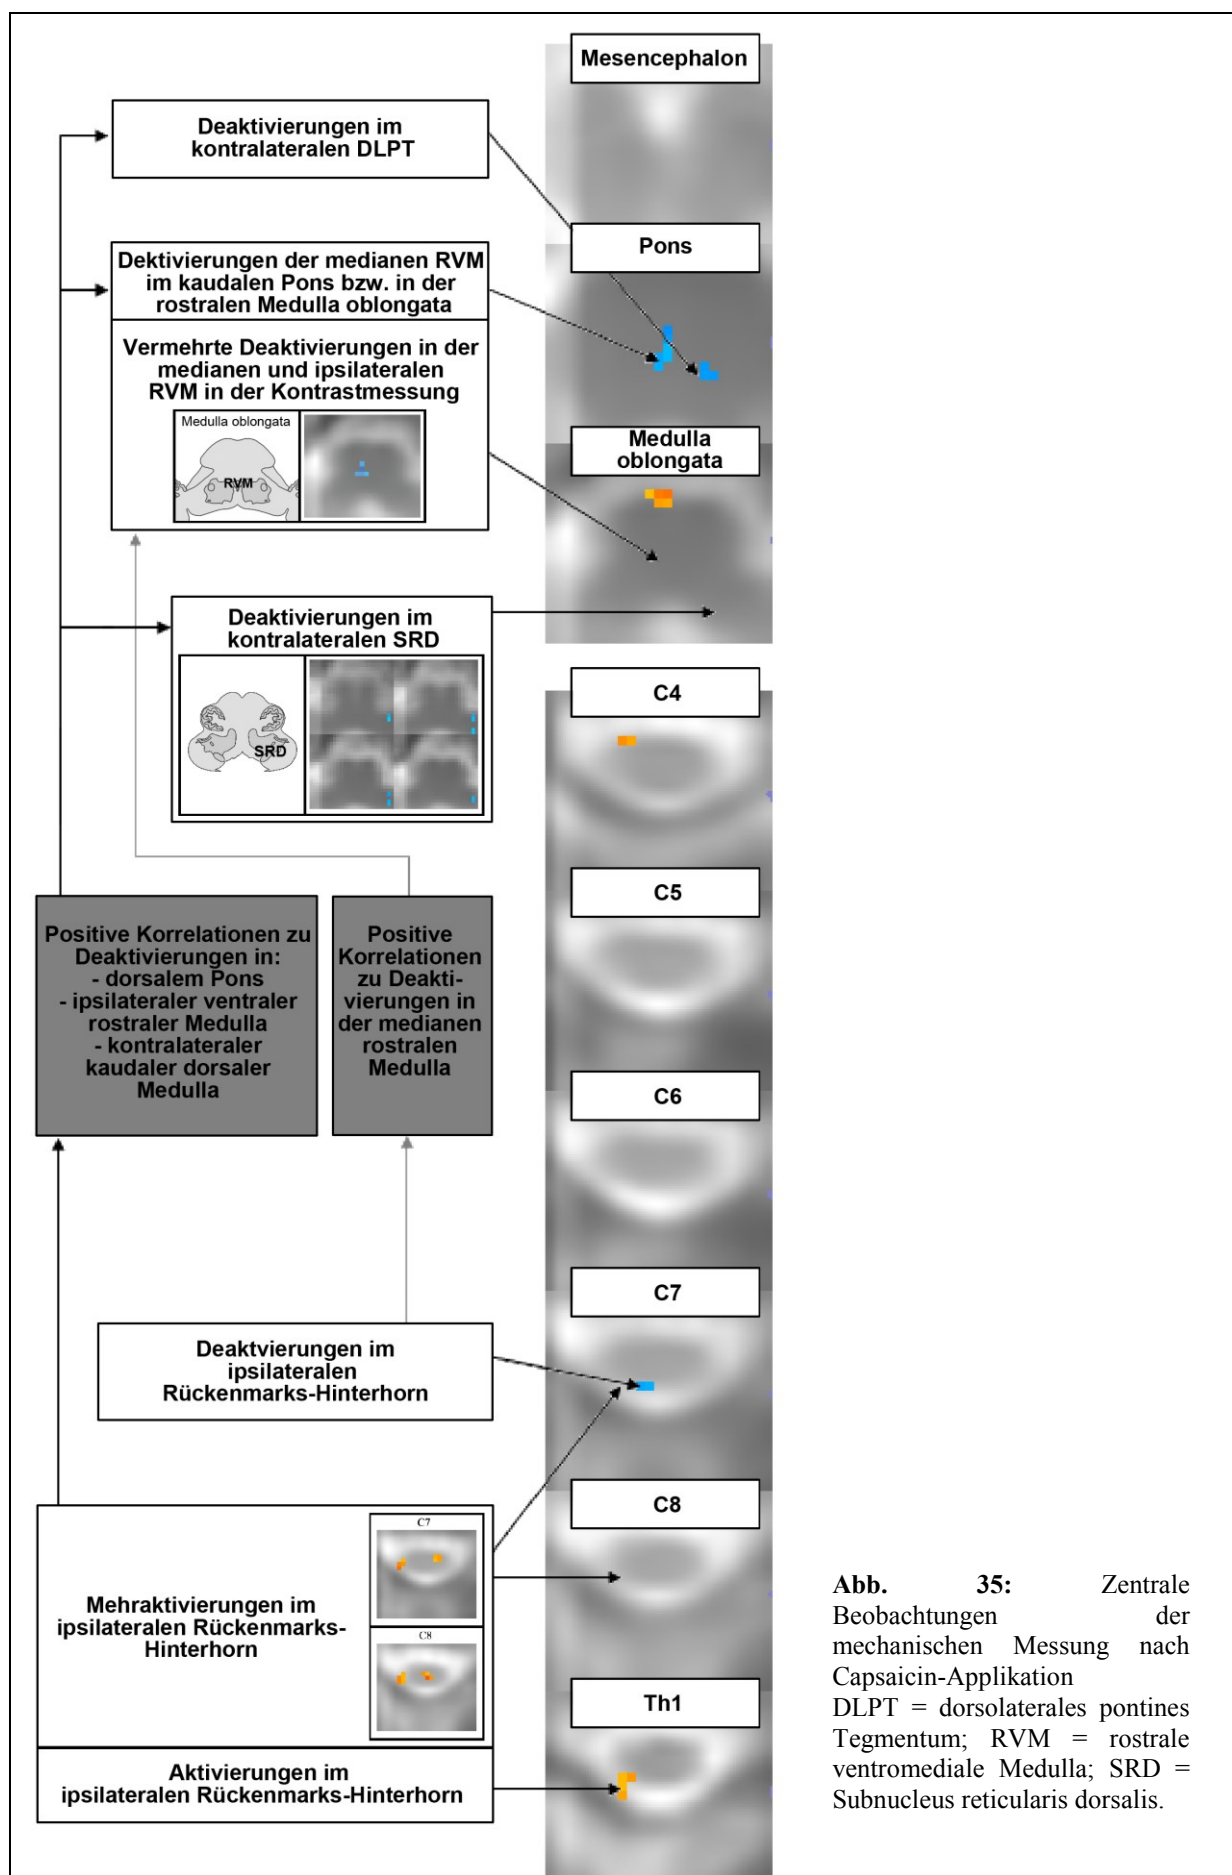 Mesencephalon
Deaktivierungen im
kontralateralen DLPT
Pons
Dektivierungen der medianen RVM
im kaudalen Pons bzw. in der
rostralen Medulla oblongata
Vermehrte Deaktivierungen in der
medianen und ipsilateralen
RVM in der Kontrastmessung
Medulla oblongata
RVM
Medulla
oblongata
Deaktivierungen im
kontralateralen SRD
SRD
C4
C5
Positive Korrelationen zu
Deaktivierungen in:
- dorsalem Pons
- ipsilateraler ventraler
rostraler Medulla
- kontralateraler
kaudaler dorsaler
Medulla
Positive
Korrelationen
zu Deakti-
vierungen in
der medianen
rostralen
Medulla
C6
C7
Deaktvierungen im
ipsilateralen
Rückenmarks-Hinterhorn
C8
Mehraktivierungen im
ipsilateralen Rückenmarks-
Hinterhorn
C7
C8
Th1
Aktivierungen im
ipsilateralen Rückenmarks-Hinterhorn
Abb. 35: Zentrale
Beobachtungen der
mechanischen Messung nach
Capsaicin-Applikation
DLPT = dorsolaterales pontines
Tegmentum; RVM = rostrale
ventromediale Medulla; SRD =
Subnucleus reticularis dorsalis.